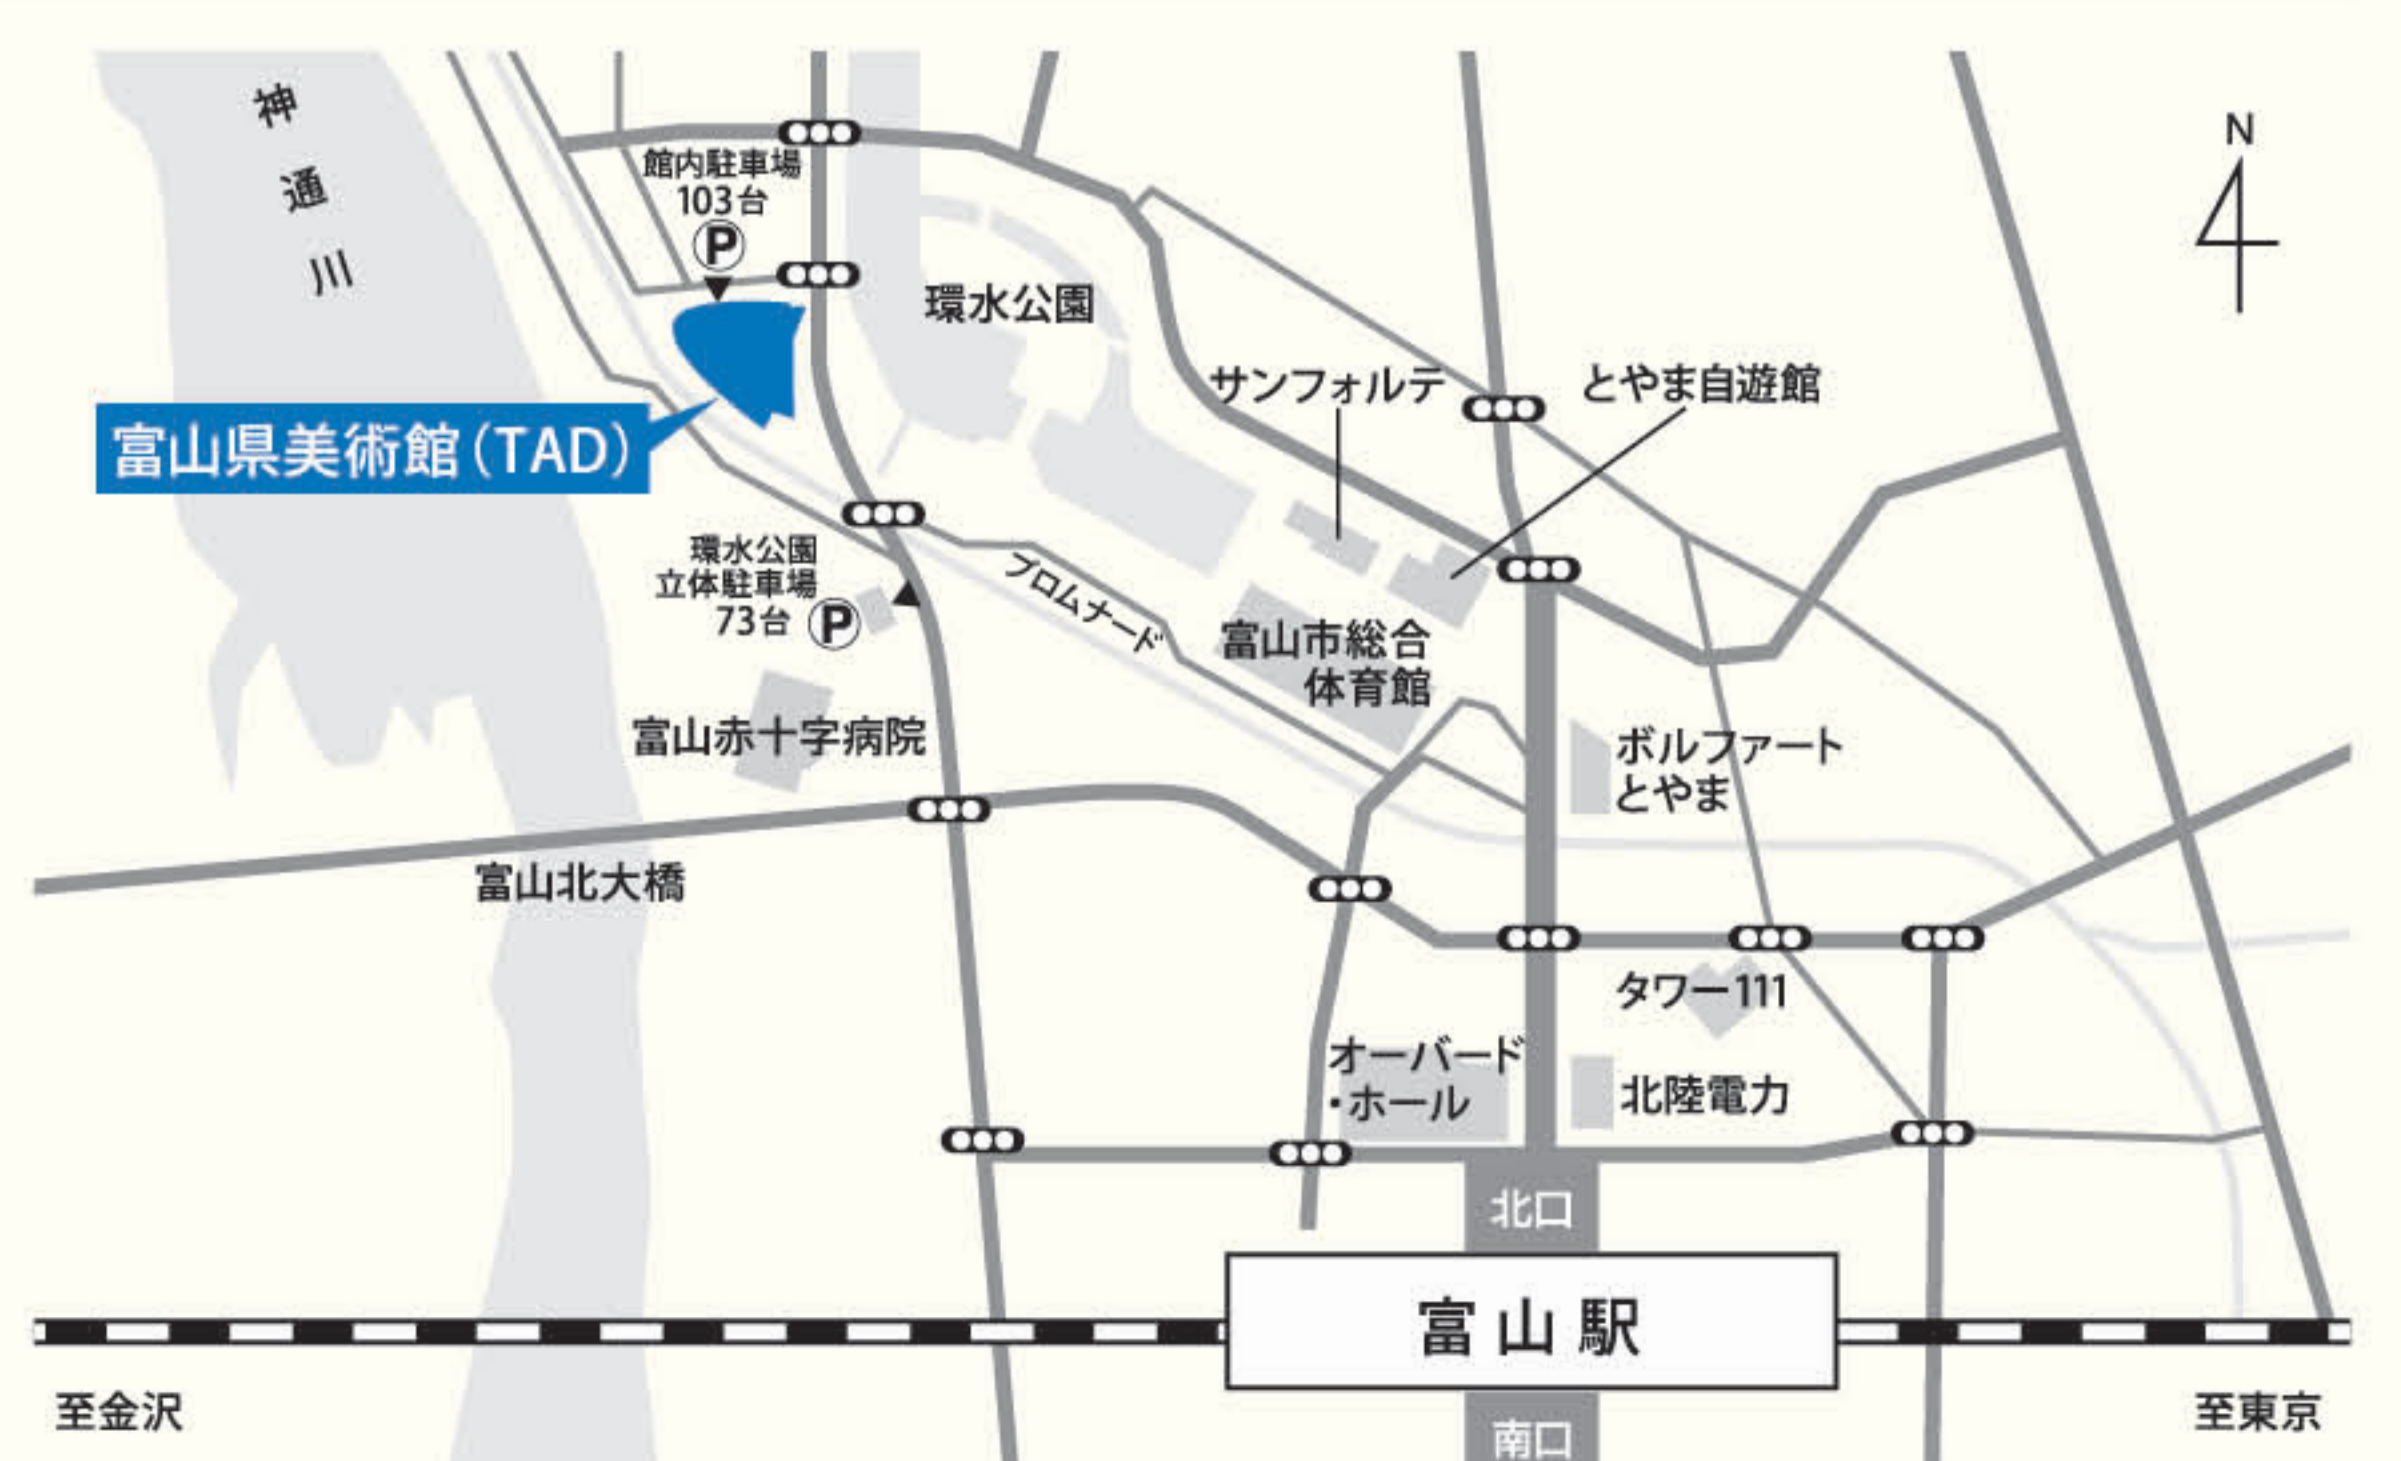 神通川
N
館内駐車場
103台
P
環水公園
サンフォルテ
とやま自遊館
富山県美術館（TAD）
環水公園
立体駐車場
73台
P
プロムナード
富山市総合
体育館
富山赤十字病院
ボルファート
とやま
富山北大橋
タワー111
オーバード
・ホール
北陸電力
北口
富山駅
至金沢
至東京
南口